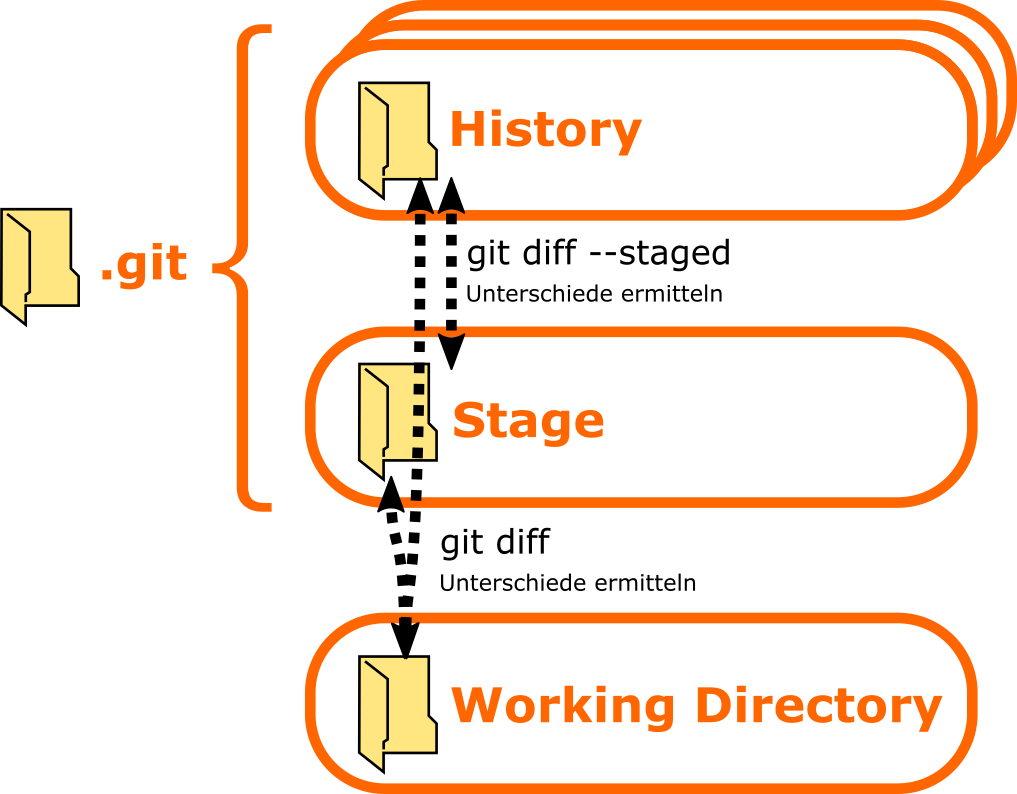 History
.git
git diff --staged
Unterschiede ermitteln
Stage
git diff
Unterschiede ermitteln
Working Directory